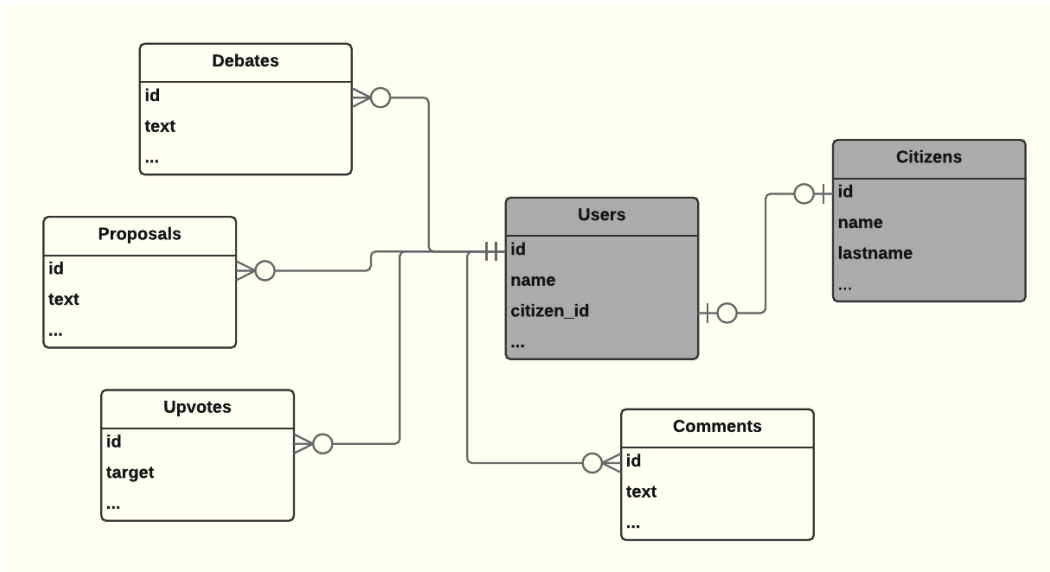 Debates
id
text
...
Proposals
id
text
...
Upvotes
id
target
...
Users
id
name
citizen_id
...
Citizens
id
name
lastname
...
Comments
id
text
...